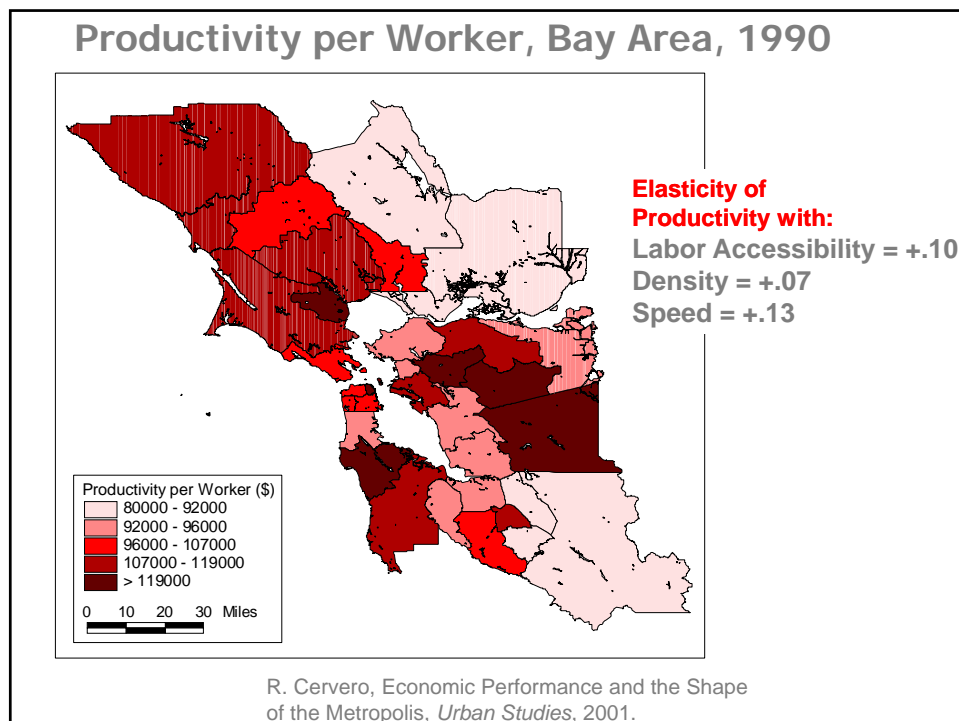 Productivity per Worker, Bay Area, 1990
Elasticity of
Productivity with:
Labor Accessibility = +.10
Density = +.07
Speed = +.13
Productivity per Worker ($)
80000 - 92000
92000 - 96000
96000 - 107000
107000 - 119000
> 119000
0 10 20 30 Miles
R. Cervero, Economic Performance and the Shape
of the Metropolis, Urban Studies, 2001.